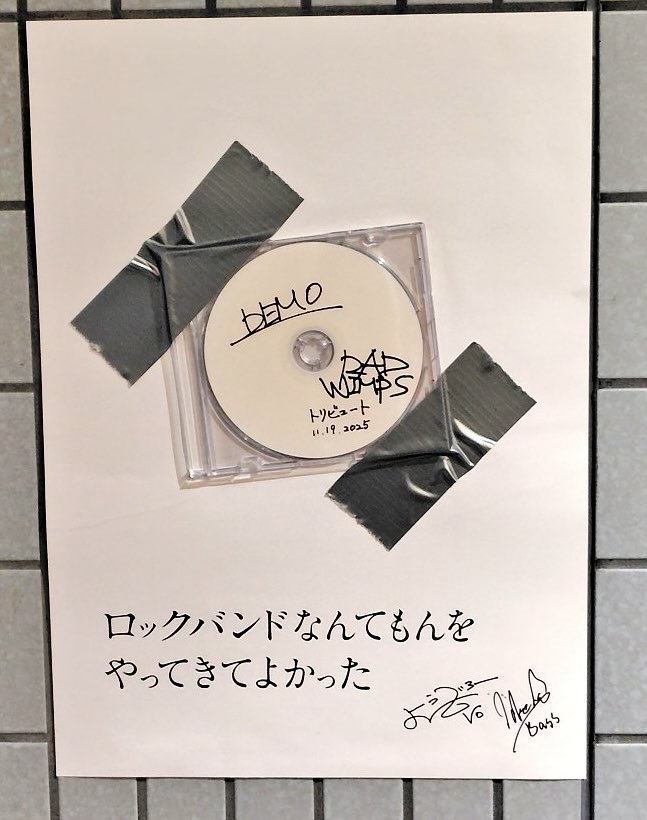 DEMO
RAD
WIMPS
トリビュート
11.19.2025
ロックバンドなんてもんを
やってきてよかった
Vo
Bass